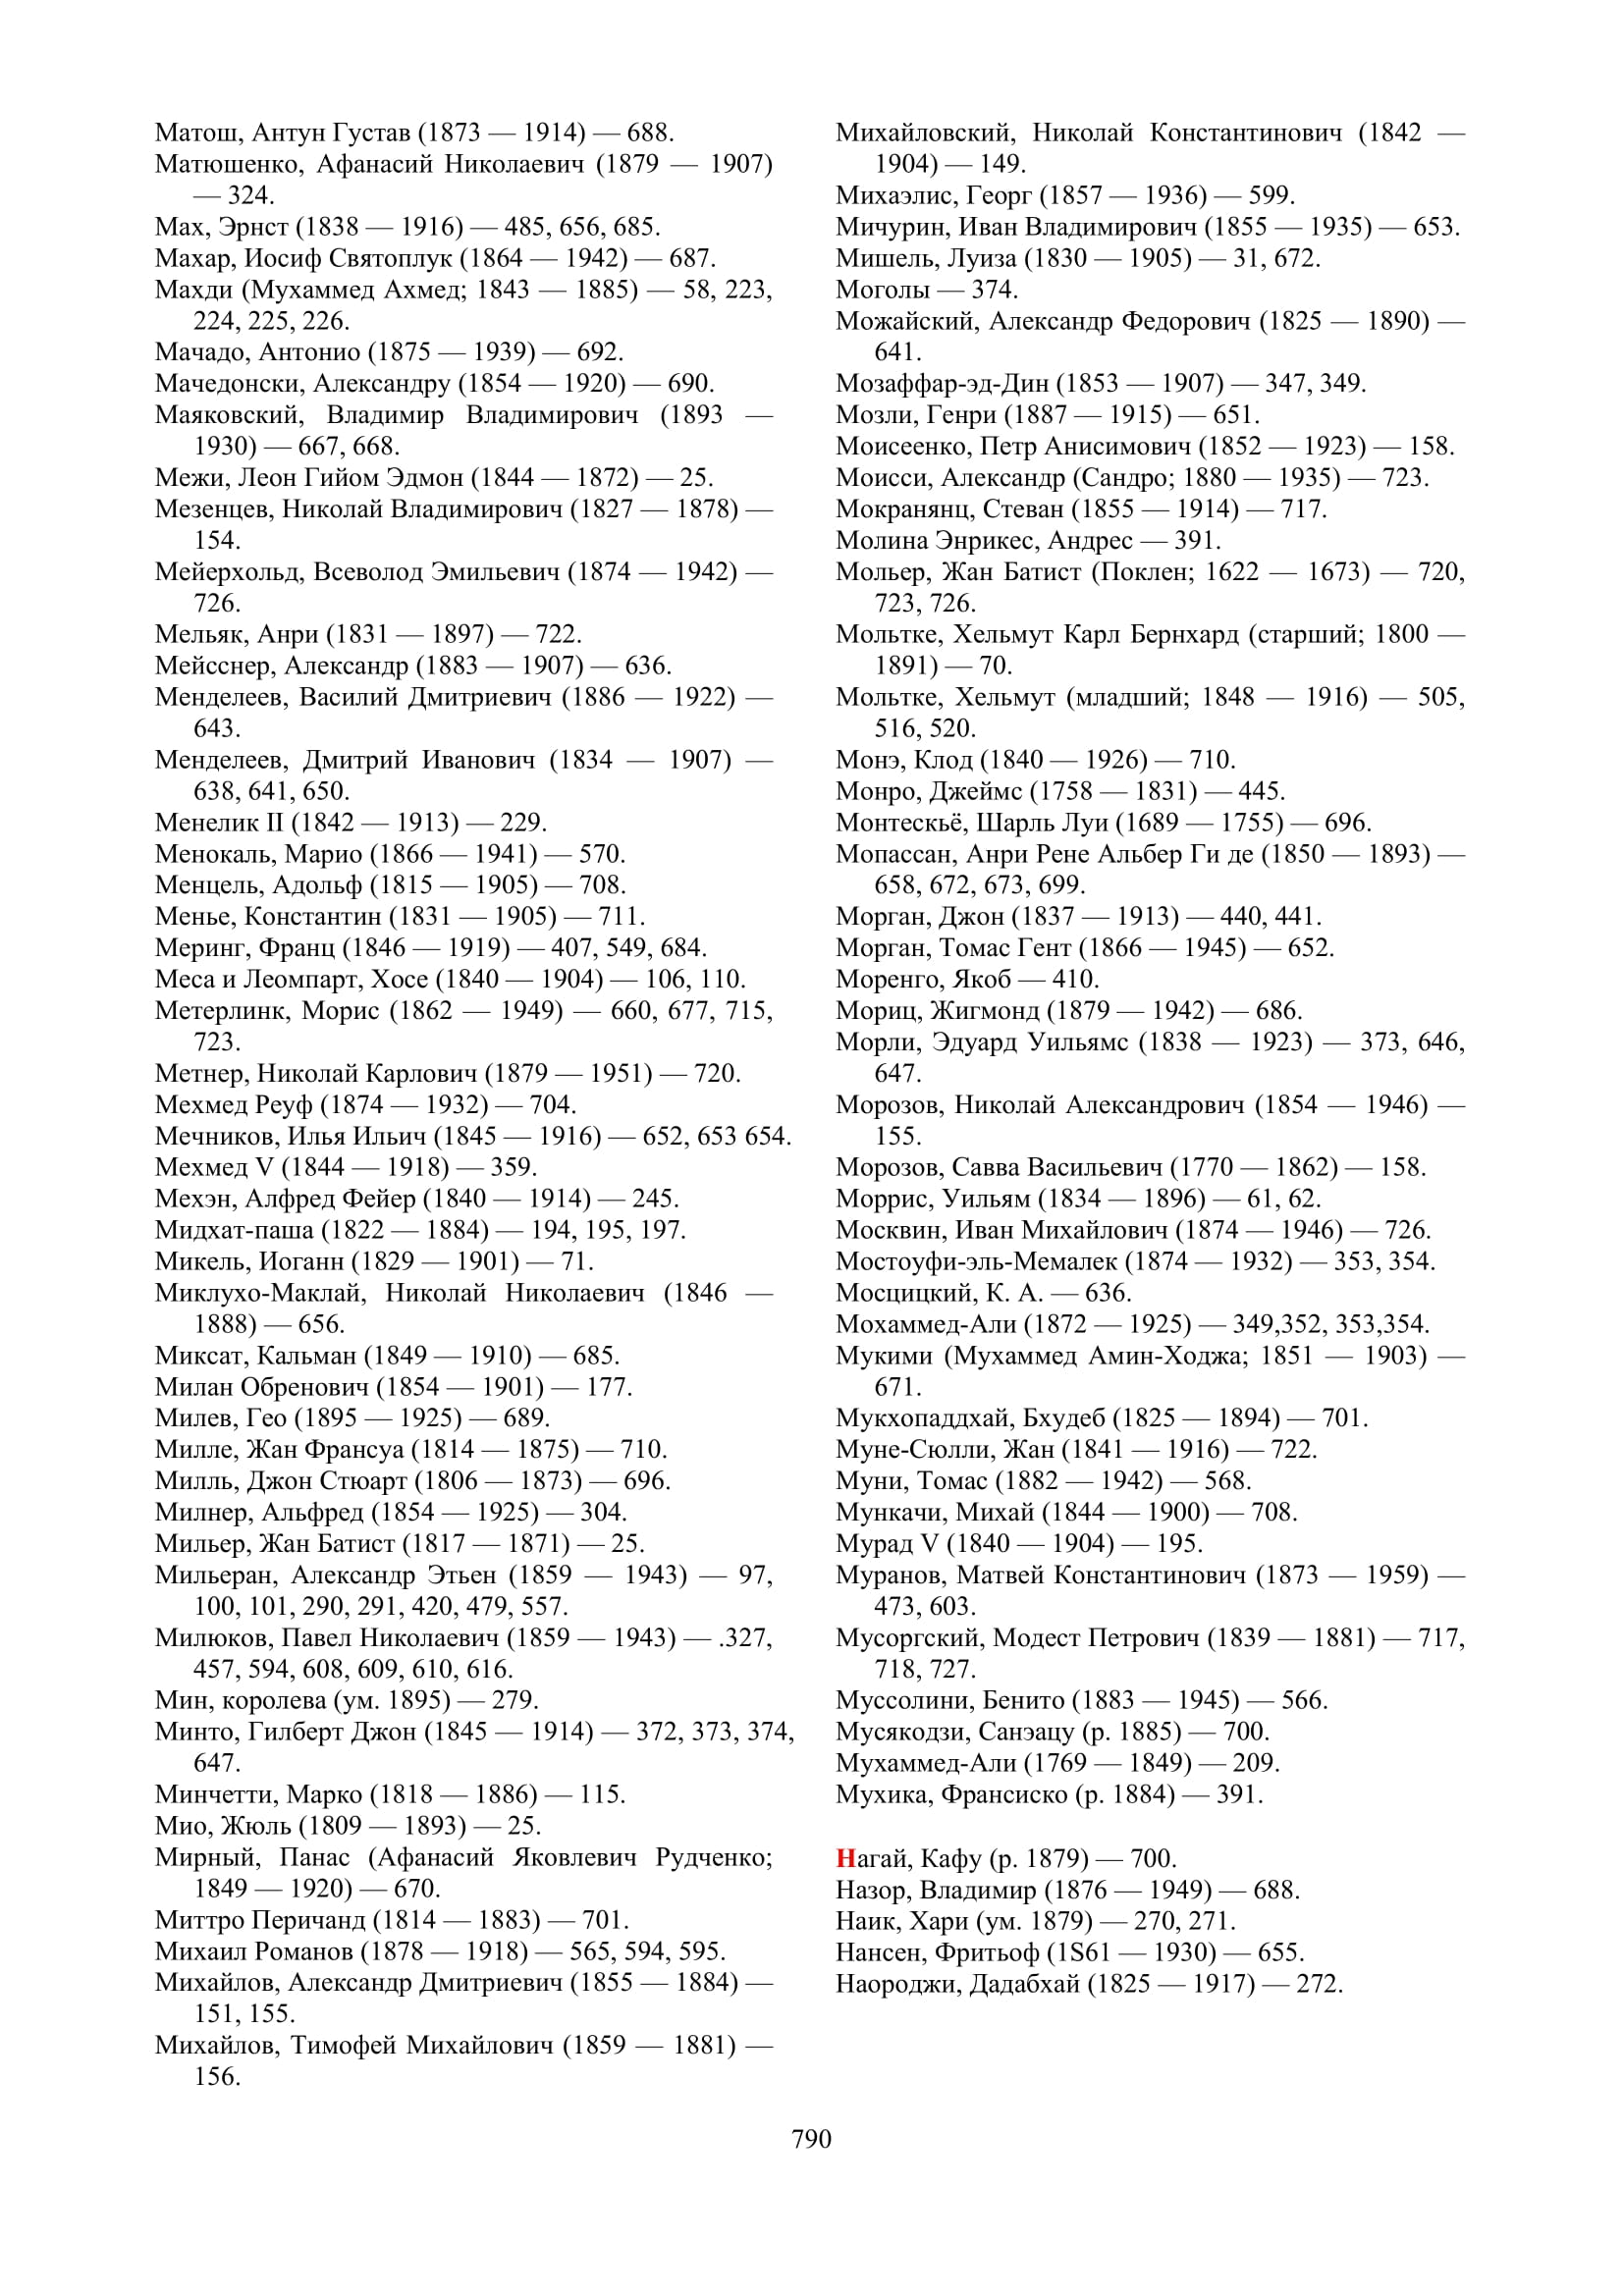 Матош, Антун Густав (1873 — 1914) — 688.
Матюшенко, Афанасий Николаевич (1879 — 1907)
— 324.
Мах, Эрнст (1838 — 1916) — 485, 656, 685.
Махар, Иосиф Святоплук (1864 — 1942) — 687.
Махди (Мухаммед Ахмед; 1843 — 1885) — 58, 223,
224, 225, 226.
Мачадо, Антонио (1875 — 1939) — 692.
Мачедонски, Александру (1854 — 1920) — 690.
Маяковский, Владимир Владимирович (1893 —
1930) — 667, 668.
Межи, Леон Гийом Эдмон (1844 — 1872) — 25.
Мезенцев, Николай Владимирович (1827 — 1878) —
154.
Мейерхольд, Всеволод Эмильевич (1874 — 1942) —
726.
Мельяк, Анри (1831 — 1897) — 722.
Мейсснер, Александр (1883 — 1907) — 636.
Менделеев, Василий Дмитриевич (1886 — 1922) —
643.
Менделеев, Дмитрий Иванович (1834 — 1907) —
638, 641, 650.
Менелик II (1842 — 1913) — 229.
Менокаль, Марио (1866 — 1941) — 570.
Менцель, Адольф (1815 — 1905) — 708.
Менье, Константин (1831 — 1905) — 711.
Меринг, Франц (1846 — 1919) — 407, 549, 684.
Меса и Леомпарт, Хосе (1840 — 1904) — 106, 110.
Метерлинк, Морис (1862 — 1949) — 660, 677, 715,
723.
Метнер, Николай Карлович (1879 — 1951) — 720.
Мехмед Реуф (1874 — 1932) — 704.
Мечников, Илья Ильич (1845 — 1916) — 652, 653 654.
Мехмед V (1844 — 1918) — 359.
Мехэн, Алфред Фейер (1840 — 1914) — 245.
Мидхат-паша (1822 — 1884) — 194, 195, 197.
Микель, Иоганн (1829 — 1901) — 71.
Миклухо-Маклай, Николай Николаевич (1846 —
1888) — 656.
Миксат, Кальман (1849 — 1910) — 685.
Милан Обренович (1854 — 1901) — 177.
Милев, Гео (1895 — 1925) — 689.
Милле, Жан Франсуа (1814 — 1875) — 710.
Милль, Джон Стюарт (1806 — 1873) — 696.
Милнер, Альфред (1854 — 1925) — 304.
Мильер, Жан Батист (1817 — 1871) — 25.
Мильеран, Александр Этьен (1859 — 1943) — 97,
100, 101, 290, 291, 420, 479, 557.
Милюков, Павел Николаевич (1859 — 1943) — .327,
457, 594, 608, 609, 610, 616.
Мин, королева (ум. 1895) — 279.
Минто, Гилберт Джон (1845 — 1914) — 372, 373, 374,
647.
Минчетти, Марко (1818 — 1886) — 115.
Мио, Жюль (1809 — 1893) — 25.
Мирный, Панас (Афанасий Яковлевич Рудченко;
1849 — 1920) — 670.
Миттро Перичанд (1814 — 1883) — 701.
Михаил Романов (1878 — 1918) — 565, 594, 595.
Михайлов, Александр Дмитриевич (1855 — 1884) —
151, 155.
Михайлов, Тимофей Михайлович (1859 — 1881) —
156.
Михайловский, Николай Константинович (1842 —
1904) — 149.
Михаэлис, Георг (1857 — 1936) — 599.
Мичурин, Иван Владимирович (1855 — 1935) — 653.
Мишель, Луиза (1830 — 1905) — 31, 672.
Моголы — 374.
Можайский, Александр Федорович (1825 — 1890) —
641.
Мозаффар-эд-Дин (1853 — 1907) — 347, 349.
Мозли, Генри (1887 — 1915) — 651.
Моисеенко, Петр Анисимович (1852 — 1923) — 158.
Моисси, Александр (Сандро; 1880 — 1935) — 723.
Мокранянц, Стеван (1855 — 1914) — 717.
Молина Энрикес, Андрес — 391.
Мольер, Жан Батист (Поклен; 1622 — 1673) — 720,
723, 726.
Мольтке, Хельмут Карл Бернхард (старший; 1800 —
1891) — 70.
Мольтке, Хельмут (младший; 1848 — 1916) — 505,
516, 520.
Монэ, Клод (1840 — 1926) — 710.
Монро, Джеймс (1758 — 1831) — 445.
Монтескьё, Шарль Луи (1689 — 1755) — 696.
Мопассан, Анри Рене Альбер Ги де (1850 — 1893) —
658, 672, 673, 699.
Морган, Джон (1837 — 1913) — 440, 441.
Морган, Томас Гент (1866 — 1945) — 652.
Моренго, Якоб — 410.
Мориц, Жигмонд (1879 — 1942) — 686.
Морли, Эдуард Уильямс (1838 — 1923) — 373, 646,
647.
Морозов, Николай Александрович (1854 — 1946) —
155.
Морозов, Савва Васильевич (1770 — 1862) — 158.
Моррис, Уильям (1834 — 1896) — 61, 62.
Москвин, Иван Михайлович (1874 — 1946) — 726.
Мостоуфи-эль-Мемалек (1874 — 1932) — 353, 354.
Мосцицкий, К. А. — 636.
Мохаммед-Али (1872 — 1925) — 349,352, 353,354.
Мукими (Мухаммед Амин-Ходжа; 1851 — 1903) —
671.
Мукхопаддхай, Бхудеб (1825 — 1894) — 701.
Муне-Сюлли, Жан (1841 — 1916) — 722.
Муни, Томас (1882 — 1942) — 568.
Мункачи, Михай (1844 — 1900) — 708.
Мурад V (1840 — 1904) — 195.
Муранов, Матвей Константинович (1873 — 1959) —
473, 603.
Мусоргский, Модест Петрович (1839 — 1881) — 717,
718, 727.
Муссолини, Бенито (1883 — 1945) — 566.
Мусякодзи, Санэацу (р. 1885) — 700.
Мухаммед-Али (1769 — 1849) — 209.
Мухика, Франсиско (р. 1884) — 391.
Нагай, Кафу (р. 1879) — 700.
Назор, Владимир (1876 — 1949) — 688.
Наик, Хари (ум. 1879) — 270, 271.
Нансен, Фритьоф (1S61 — 1930) — 655.
Наороджи, Дадабхай (1825 — 1917) — 272.
790